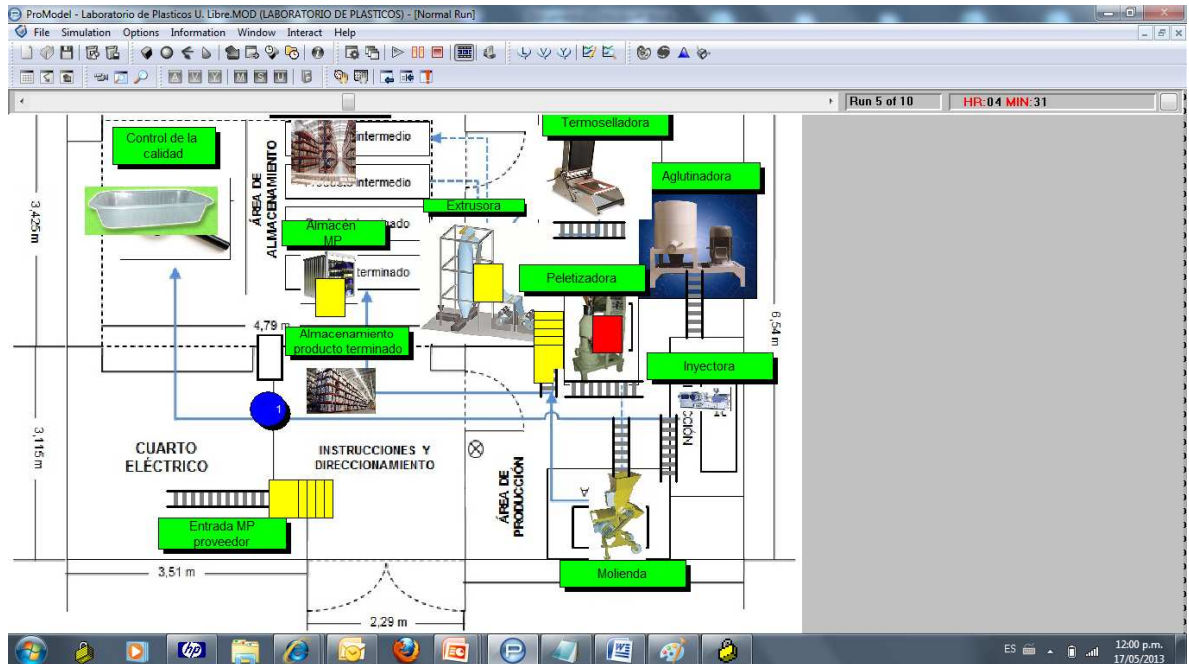 ProModel - Laboratorio de Plasticos U. Libre.MOD (LABORATORIO DE PLASTICOS) - [Normal Run]
File Simulation Options Information Window Interact Help
Run 5 of 10
HR:04 MIN:31
Control de la
calidad
ÁREA DE
ALMACENAMIENTO
intermedio
intermedio
Termoselladora
Aglutinadora
3,425m
Extrusora
Almacén
MP
terminado
Peletizadora
4,79 m
6,54 m
Almacenamiento
producto terminado
Inyectora
1
3,115 m
CUARTO
ELÉCTRICO
INSTRUCCIONES Y
DIRECCIONAMIENTO
ÁREA DE
PRODUCCIÓN
A
Entrada MP
proveedor
3,51 m
Molienda
2,29 m
ES
12:00 p.m.
17/05/2013